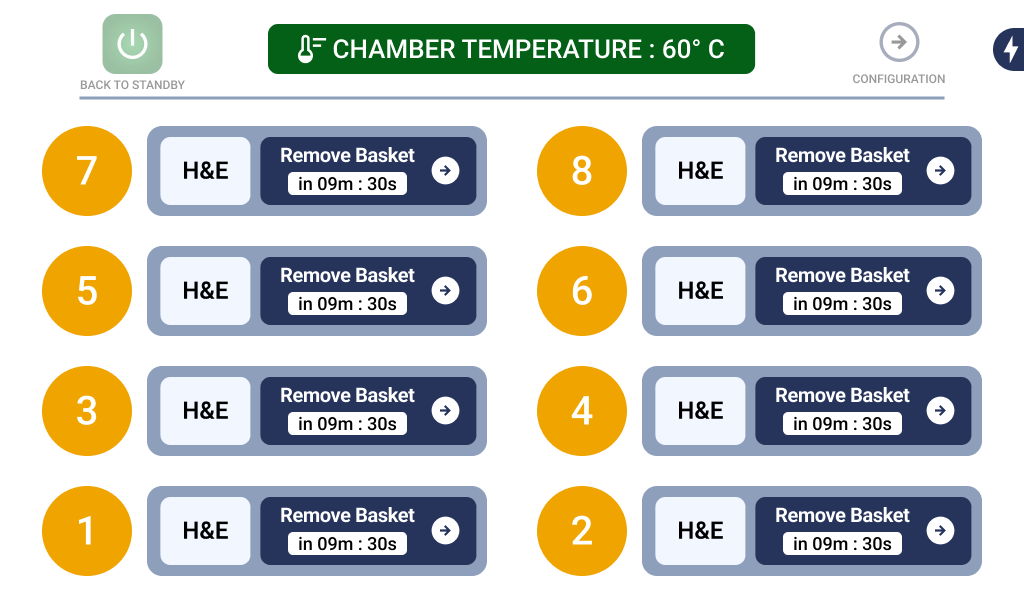 BACK TO STANDBY
CHAMBER TEMPERATURE : 60° C
CONFIGURATION
7
H&E
Remove Basket
in 09m : 30s
8
H&E
Remove Basket
in 09m : 30s
5
H&E
Remove Basket
in 09m : 30s
6
H&E
Remove Basket
in 09m : 30s
3
H&E
Remove Basket
in 09m : 30s
4
H&E
Remove Basket
in 09m : 30s
1
H&E
Remove Basket
in 09m : 30s
2
H&E
Remove Basket
in 09m : 30s